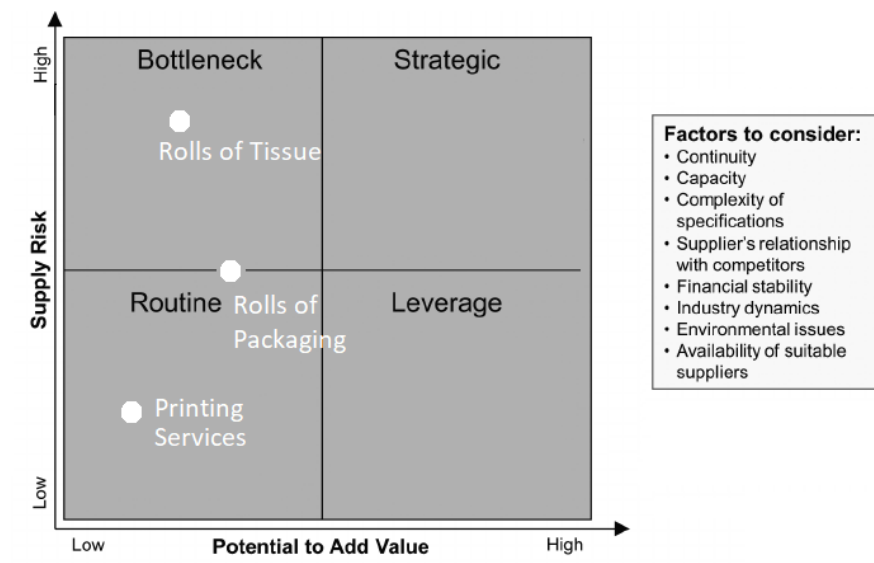 High
Bottleneck
Strategic
Rolls of Tissue
Supply Risk
Routine
Rolls of
Packaging
Leverage
Printing
Services
Low
Low
Potential to Add Value
High
Factors to consider:
• Continuity
• Capacity
• Complexity of
specifications
• Supplier's relationship
with competitors
• Financial stability
• Industry dynamics
• Environmental issues
• Availability of suitable
suppliers